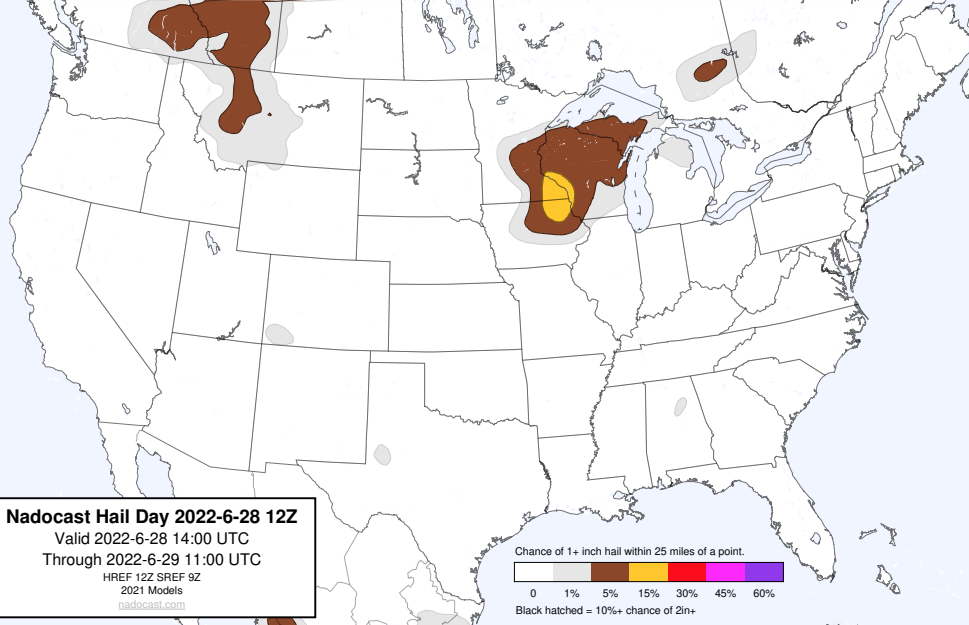 Nadocast Hail Day 2022-6-28 12Z
Valid 2022-6-28 14:00 UTC
Through 2022-6-29 11:00 UTC
HREF 12Z SREF 9Z
2021 Models
nadocast.com
Chance of 1+ inch hail within 25 miles of a point.
0 1% 5% 15% 30% 45% 60%
Black hatched = 10%+ chance of 2in+